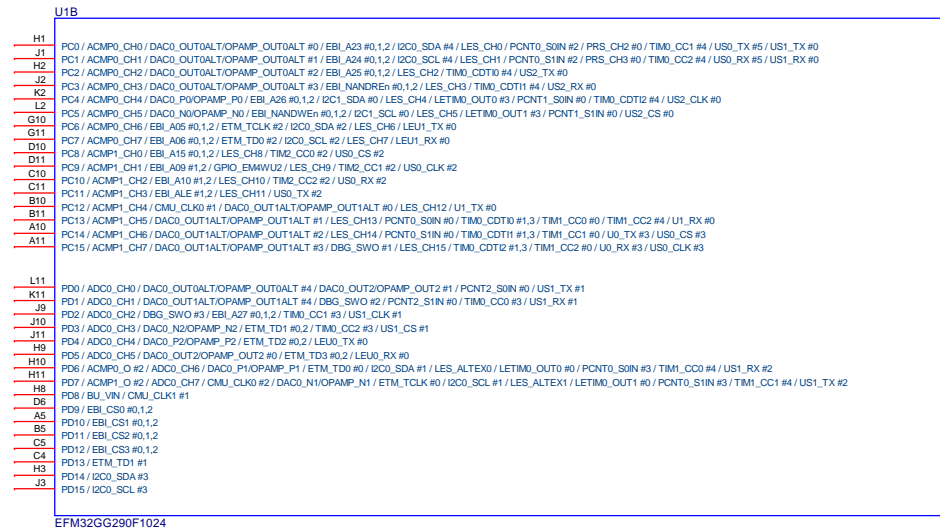 U1B
H1 PC0 / ACMP0_CH0 / DAC0_OUT0ALT/OPAMP_OUT0ALT #0 / EBI_A23 #0,1,2 / I2C0_SDA #4 / LES_CH0 / PCNT0_S0IN #2 / PRS_CH2 #0 / TIM0_CC1 #4 / US0_TX #5 / US1_TX #0
J1 PC1 / ACMP0_CH1 / DAC0_OUT0ALT/OPAMP_OUT0ALT #1 / EBI_A24 #0,1,2 / I2C0_SCL #4 / LES_CH1 / PCNT0_S1IN #2 / PRS_CH3 #0 / TIM0_CC2 #4 / US0_RX #5 / US1_RX #0
H2 PC2 / ACMP0_CH2 / DAC0_OUT0ALT/OPAMP_OUT0ALT #2 / EBI_A25 #0,1,2 / LES_CH2 / TIM0_CDTI0 #4 / US2_TX #0
J2 PC3 / ACMP0_CH3 / DAC0_OUT0ALT/OPAMP_OUT0ALT #3 / EBI_NANDREn #0,1,2 / LES_CH3 / TIM0_CDTI1 #4 / US2_RX #0
K2 PC4 / ACMP0_CH4 / DAC0_P0/OPAMP_P0 / EBI_A26 #0,1,2 / I2C1_SDA #0 / LES_CH4 / LETIM0_OUT0 #3 / PCNT1_S0IN #0 / TIM0_CDTI2 #4 / US2_CLK #0
L2 PC5 / ACMP0_CH5 / DAC0_N0/OPAMP_N0 / EBI_NANDWEn #0,1,2 / I2C1_SCL #0 / LES_CH5 / LETIM0_OUT1 #3 / PCNT1_S1IN #0 / US2_CS #0
G10 PC6 / ACMP0_CH6 / EBI_A05 #0,1,2 / ETM_TCLK #2 / I2C0_SDA #2 / LES_CH6 / LEU1_TX #0
G11 PC7 / ACMP0_CH7 / EBI_A06 #0,1,2 / ETM_TD0 #2 / I2C0_SCL #2 / LES_CH7 / LEU1_RX #0
D10 PC8 / ACMP1_CH0 / EBI_A15 #0,1,2 / LES_CH8 / TIM2_CC0 #2 / US0_CS #2
D11 PC9 / ACMP1_CH1 / EBI_A09 #1,2 / GPIO_EM4WU2 / LES_CH9 / TIM2_CC1 #2 / US0_CLK #2
C10 PC10 / ACMP1_CH2 / EBI_A10 #1,2 / LES_CH10 / TIM2_CC2 #2 / US0_RX #2
C11 PC11 / ACMP1_CH3 / EBI_ALE #1,2 / LES_CH11 / US0_TX #2
B10 PC12 / ACMP1_CH4 / CMU_CLK0 #1 / DAC0_OUT1ALT/OPAMP_OUT1ALT #0 / LES_CH12 / U1_TX #0
B11 PC13 / ACMP1_CH5 / DAC0_OUT1ALT/OPAMP_OUT1ALT #1 / LES_CH13 / PCNT0_S0IN #0 / TIM0_CDTI0 #1,3 / TIM1_CC0 #0 / TIM1_CC2 #4 / U1_RX #0
A10 PC14 / ACMP1_CH6 / DAC0_OUT1ALT/OPAMP_OUT1ALT #2 / LES_CH14 / PCNT0_S1IN #0 / TIM0_CDTI1 #1,3 / TIM1_CC1 #0 / U0_TX #3 / US0_CS #3
A11 PC15 / ACMP1_CH7 / DAC0_OUT1ALT/OPAMP_OUT1ALT #3 / DBG_SWO #1 / LES_CH15 / TIM0_CDTI2 #1,3 / TIM1_CC2 #0 / U0_RX #3 / US0_CLK #3
L11 PD0 / ADC0_CH0 / DAC0_OUT0ALT/OPAMP_OUT0ALT #4 / DAC0_OUT2/OPAMP_OUT2 #1 / PCNT2_S0IN #0 / US1_TX #1
K11 PD1 / ADC0_CH1 / DAC0_OUT1ALT/OPAMP_OUT1ALT #4 / DBG_SWO #2 / PCNT2_S1IN #0 / TIM0_CC0 #3 / US1_RX #1
J9 PD2 / ADC0_CH2 / DBG_SWO #3 / EBI_A27 #0,1,2 / TIM0_CC1 #3 / US1_CLK #1
J10 PD3 / ADC0_CH3 / DAC0_N2/OPAMP_N2 / ETM_TD1 #0,2 / TIM0_CC2 #3 / US1_CS #1
J11 PD4 / ADC0_CH4 / DAC0_P2/OPAMP_P2 / ETM_TD2 #0,2 / LEU0_TX #0
H9 PD5 / ADC0_CH5 / DAC0_OUT2/OPAMP_OUT2 #0 / ETM_TD3 #0,2 / LEU0_RX #0
H10 PD6 / ACMP0_O #2 / ADC0_CH6 / DAC0_P1/OPAMP_P1 / ETM_TD0 #0 / I2C0_SDA #1 / LES_ALTEX0 / LETIM0_OUT0 #0 / PCNT0_S0IN #3 / TIM1_CC0 #4 / US1_RX #2
H11 PD7 / ACMP1_O #2 / ADC0_CH7 / CMU_CLK0 #2 / DAC0_N1/OPAMP_N1 / ETM_TCLK #0 / I2C0_SCL #1 / LES_ALTEX1 / LETIM0_OUT1 #0 / PCNT0_S1IN #3 / TIM1_CC1 #4 / US1_TX #2
H8 PD8 / BU_VIN / CMU_CLK1 #1
D6 PD9 / EBI_CS0 #0,1,2
A5 PD10 / EBI_CS1 #0,1,2
B5 PD11 / EBI_CS2 #0,1,2
C5 PD12 / EBI_CS3 #0,1,2
C4 PD13 / ETM_TD1 #1
H3 PD14 / I2C0_SDA #3
J3 PD15 / I2C0_SCL #3
EFM32GG290F1024